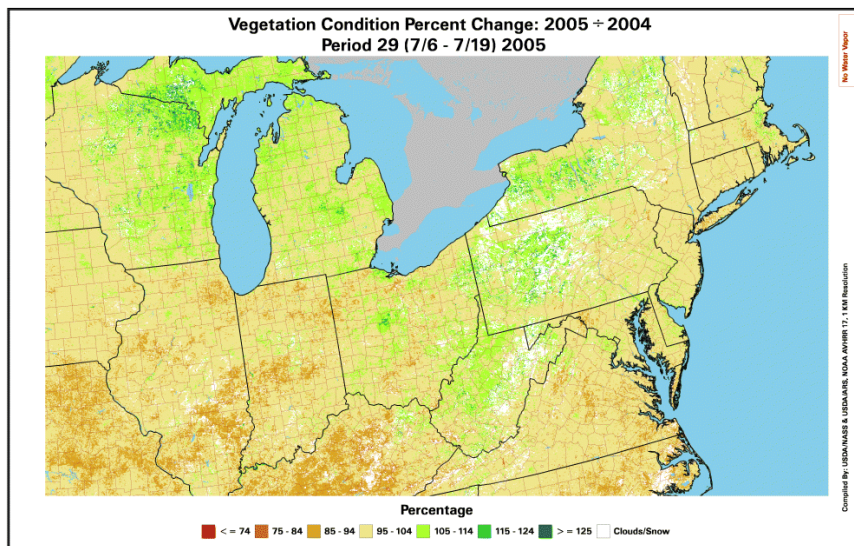 Vegetation Condition Percent Change: 2005 ÷ 2004
Period 29 (7/6 - 7/19) 2005
No Water Vapor
Compiled By: USDA/NASS & USDA/ARS, NOAA AVHRR 17, 1 KM Resolution
Percentage
< = 74 75 - 84 85 - 94 95 - 104 105 - 114 115 - 124 > = 125 Clouds/Snow